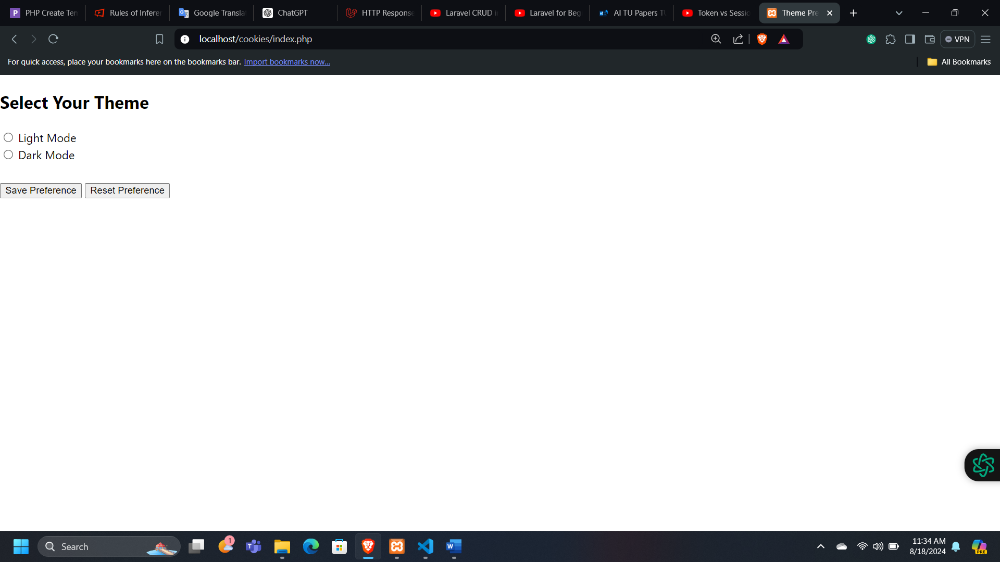 PHP Create Ten
Rules of Inferer
Google Transla
ChatGPT
HTTP Response
Laravel CRUD i
Laravel for Beg
AI TU Papers TU
Token vs Sessio
Theme Pre
localhost/cookies/index.php
VPN
For quick access, place your bookmarks here on the bookmarks bar. Import bookmarks now...
All Bookmarks
Select Your Theme
Light Mode
Dark Mode
Save Preference
Reset Preference
Search
1
11:34 AM
8/18/2024
PRE